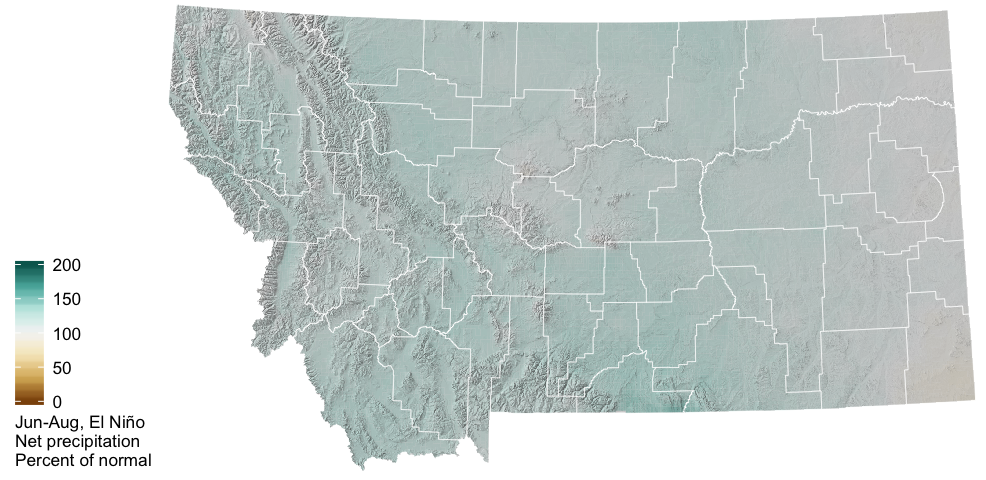 200
150
100
50
0
Jun-Aug, El Niño
Net precipitation
Percent of normal